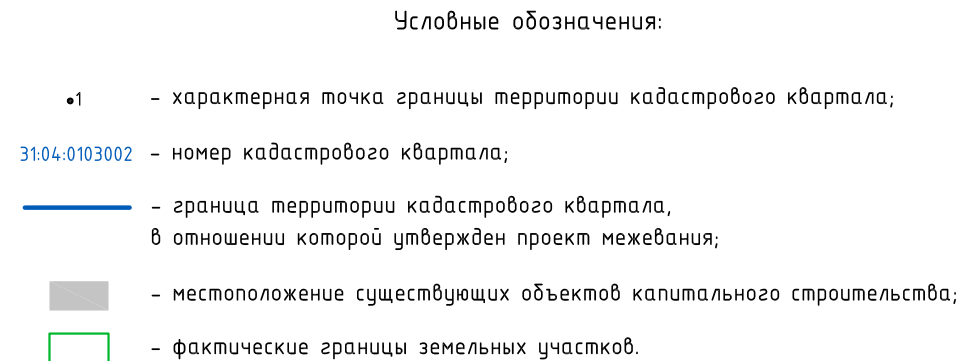 Условные обозначения:
•1 – характерная точка границы территории кадастрового квартала;
31:04:0103002 – номер кадастрового квартала;
– граница территории кадастрового квартала,
в отношении которой утвержден проект межевания;
– местоположение существующих объектов капитального строительства;
– фактические границы земельных участков.